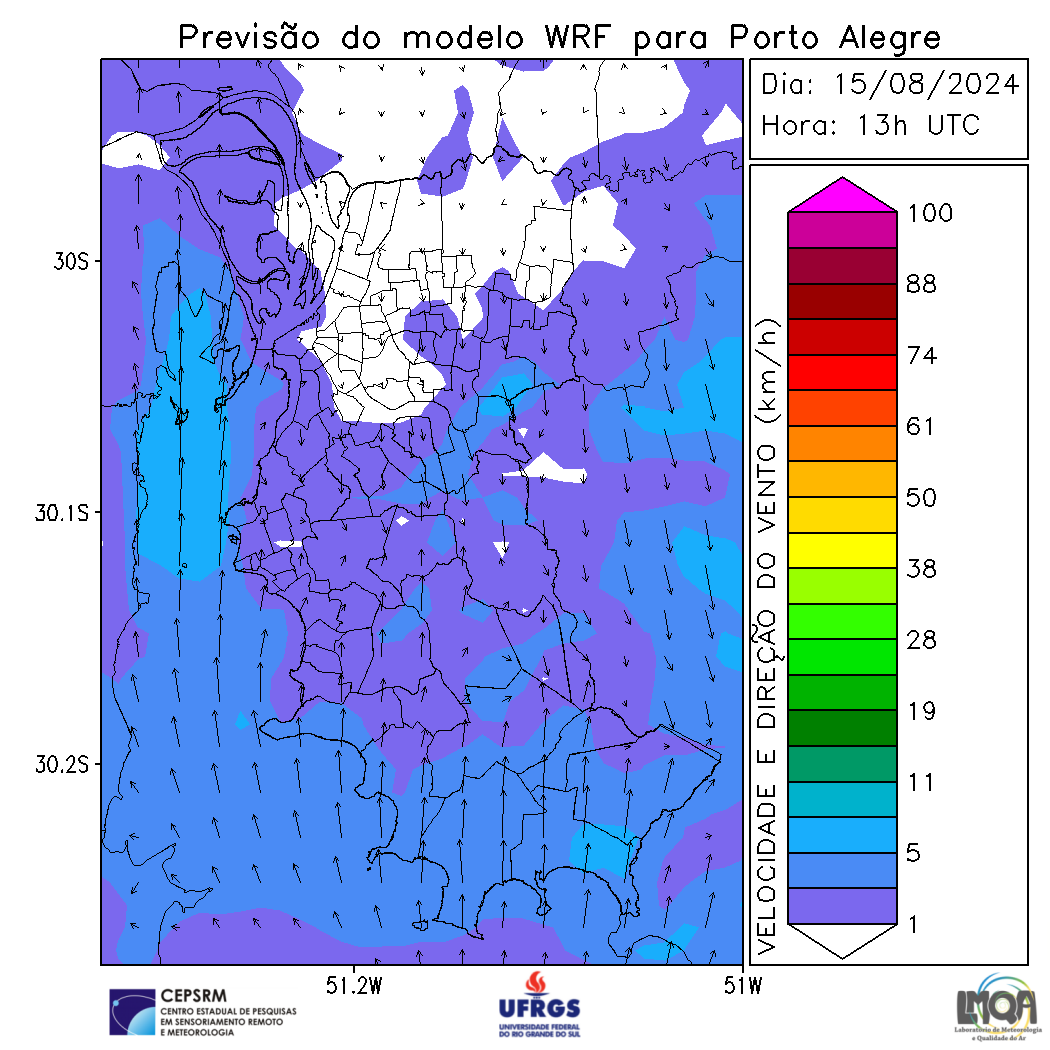 Previsão do modelo WRF para Porto Alegre
Dia: 15/08/2024
Hora: 13h UTC
30S
30.1S
30.2S
51.2W
51W
VELOCIDADE E DIREÇÃO DO VENTO (km/h)
100
88
74
61
50
38
28
19
11
5
1
CEPSRM
CENTRO ESTADUAL DE PESQUISAS
EM SENSORIAMENTO REMOTO
E METEOROLOGIA
UFRGS
UNIVERSIDADE FEDERAL
DO RIO GRANDE DO SUL
LMQA
Laboratório de Meteorologia
e Qualidade do Ar